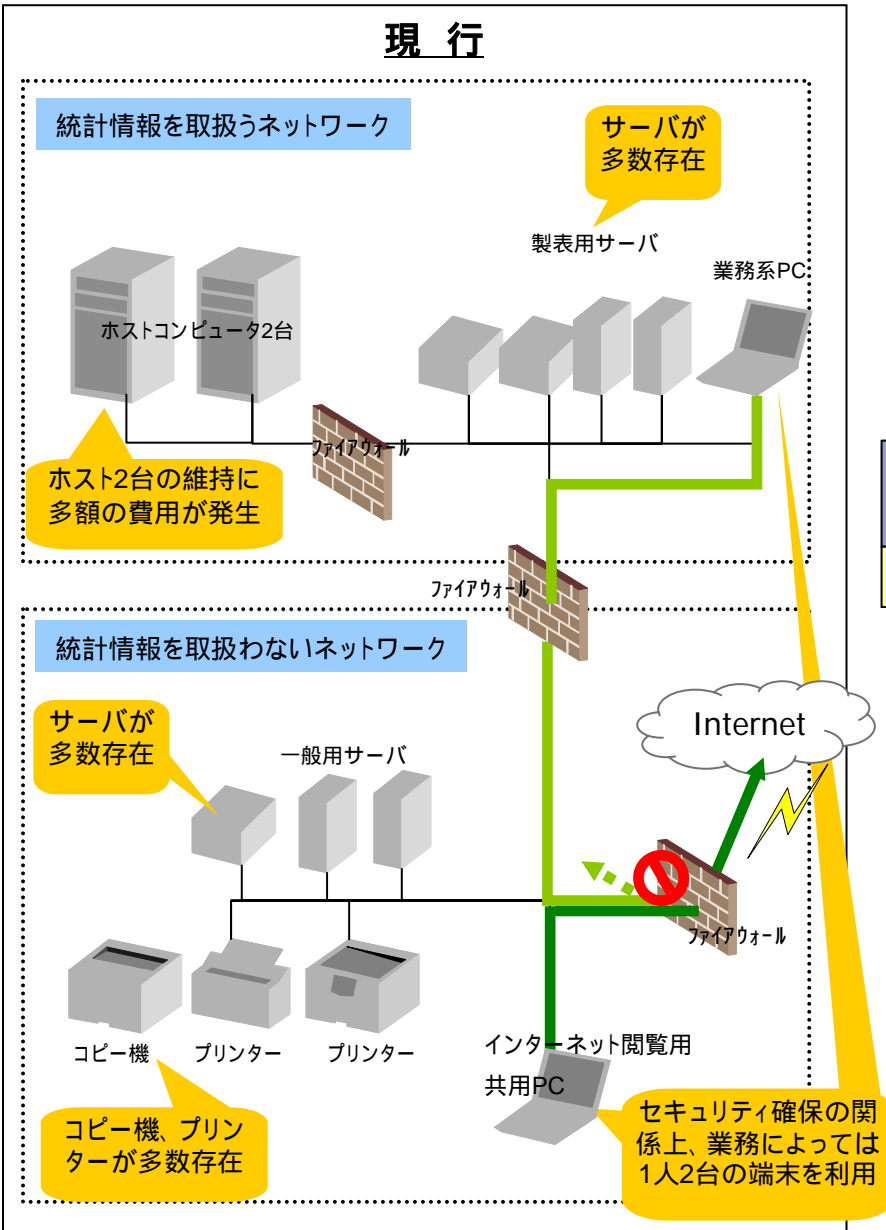 現 行
統計情報を取扱うネットワーク
サーバが
多数存在
製表用サーバ
業務系PC
ホストコンピュータ2台
ファイアウォール
ホスト2台の維持に
多額の費用が発生
ファイアウォール
統計情報を取扱わないネットワーク
サーバが
多数存在
一般用サーバ
Internet
ファイアウォール
コピー機
プリンター
プリンター
インターネット閲覧用
共用PC
コピー機、プリン
ターが多数存在
セキュリティ確保の関
係上、業務によっては
1人2台の端末を利用